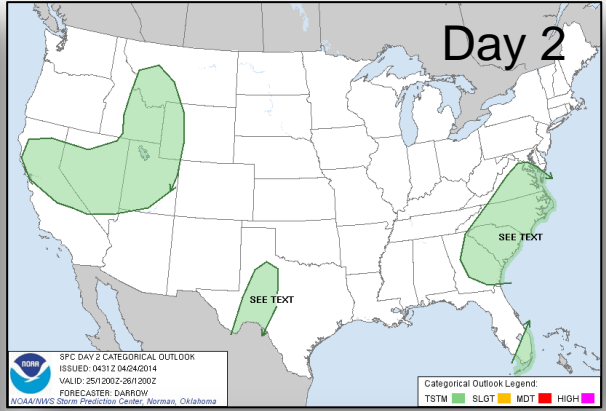 Day 2
SEE TEXT
SEE TEXT
NOAA
SPC DAY 2 CATEGORICAL OUTLOOK
ISSUED: 0431Z 04/24/2014
VALID: 25/1200Z-26/1200Z
FORECASTER: DARROW
NOAA/NWS Storm Prediction Center, Norman, Oklahoma
Categorical Outlook Legend:
TSTM SLGT MDT HIGH